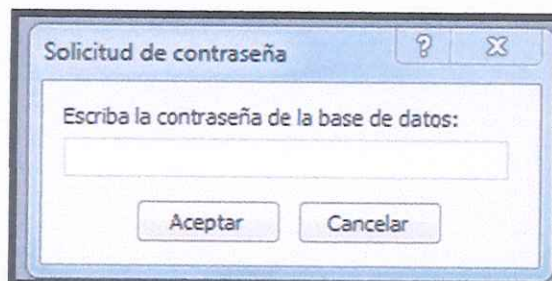 Solicitud de contraseña
Escriba la contraseña de la base de datos:
Aceptar
Cancelar